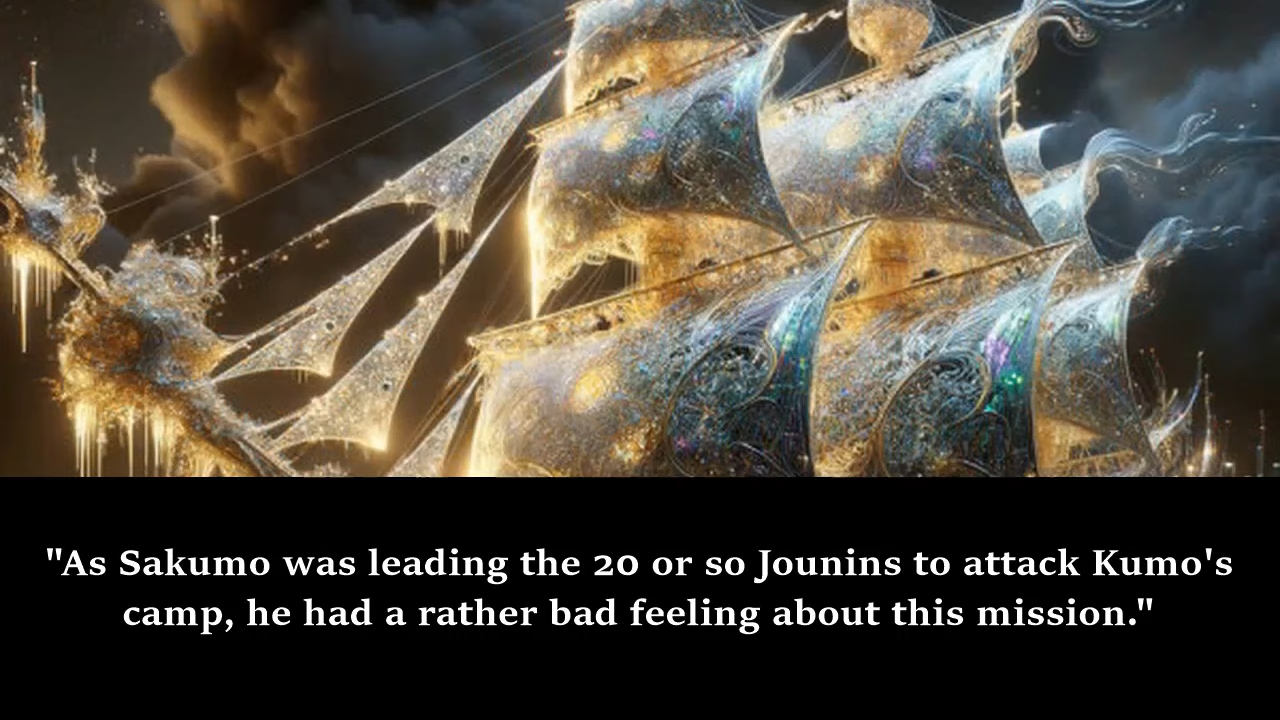 "As Sakumo was leading the 20 or so Jounins to attack Kumo's
camp, he had a rather bad feeling about this mission."